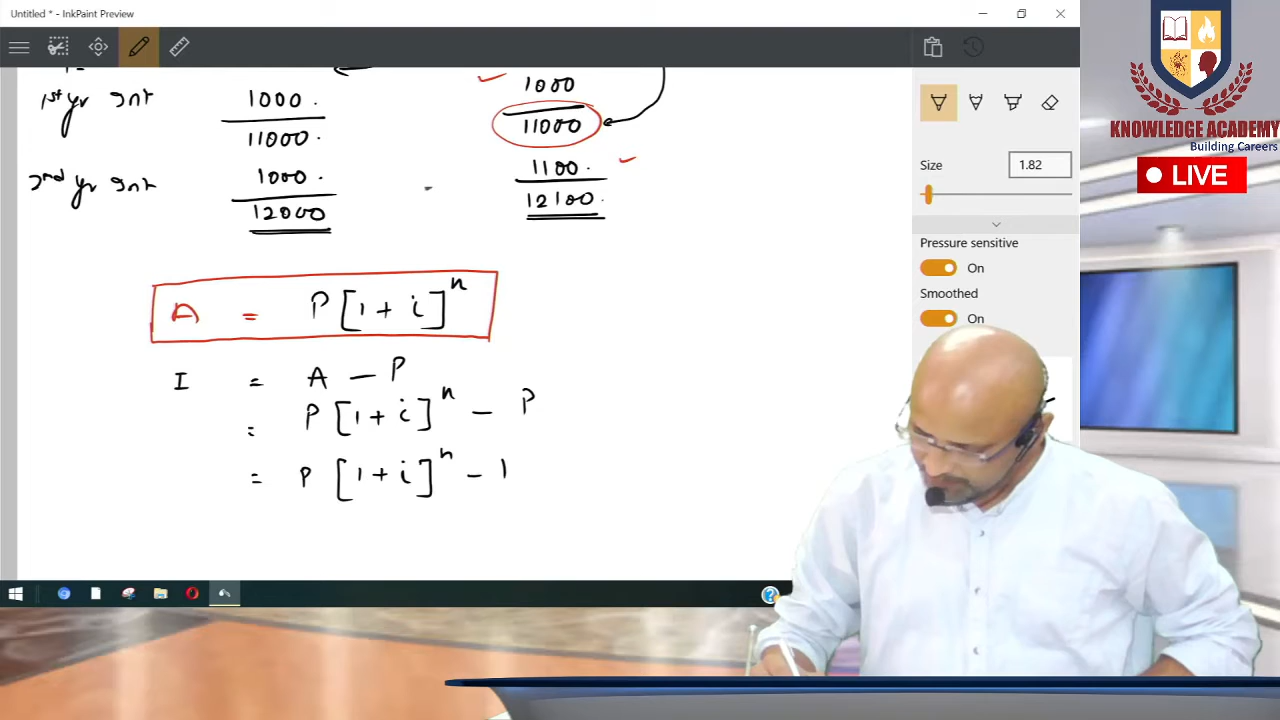 Untitled * - InkPaint Preview
1000
1st yr Int 1000. 11000
11000.
2nd yr Int 1000. 1100.
12000 12100.
A = P[1 + i]^n
I = A - P
= P[1 + i]^n - P
= P[1 + i]^n - 1
Size
1.82
Pressure sensitive
On
Smoothed
On
KNOWLEDGE ACADEMY
Building Careers
LIVE